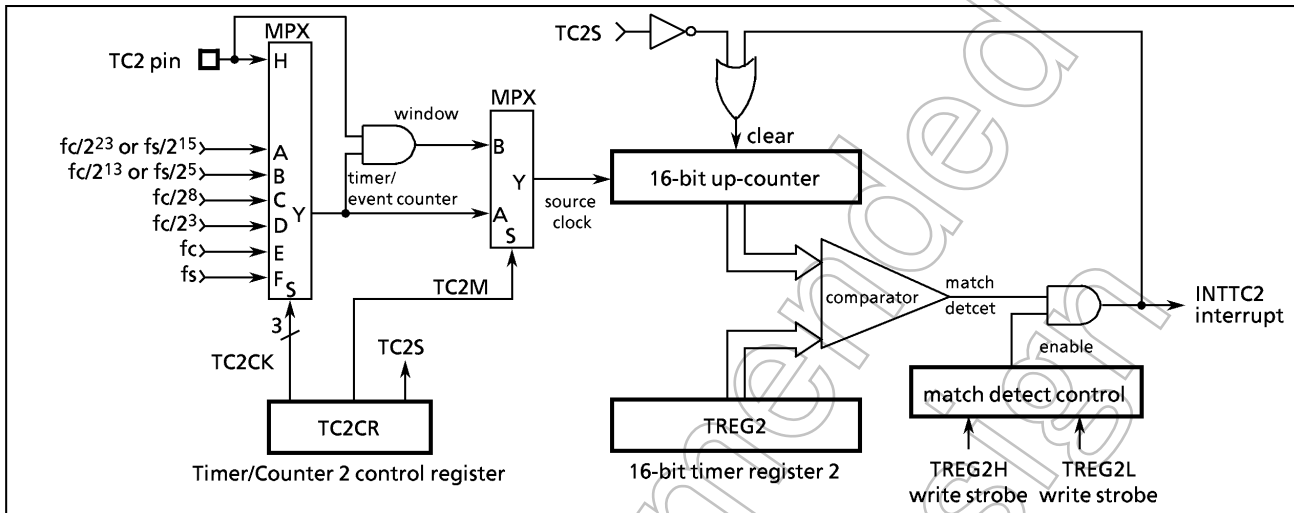 MPX
TC2 pin
H
fc/2²³ or fs/2¹⁵
A
fc/2¹³ or fs/2⁵
B
fc/2⁸
C
fc/2³
D
fc
E
fs
F
Y
S
3
TC2CK
window
timer/
event counter
MPX
B
Y
A
S
TC2M
source
clock
TC2S
TC2CR
Timer/Counter 2 control register
TC2S
clear
16-bit up-counter
comparator
match
detcet
enable
INTTC2
interrupt
TREG2
16-bit timer register 2
match detect control
TREG2H
write strobe
TREG2L
write strobe